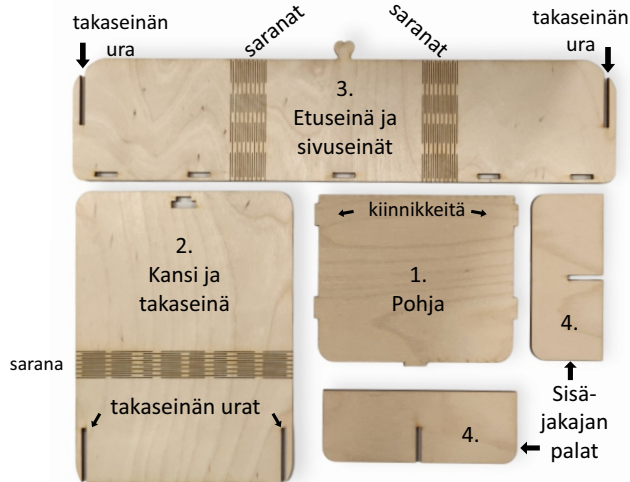 takaseinän
ura
saranat
saranat
takaseinän
ura
3.
Etuseinä ja
sivuseinät
2.
Kansi ja
takaseinä
kiinnikkeitä
1.
Pohja
4.
sarana
takaseinän urat
4.
Sisä-
jakajan
palat